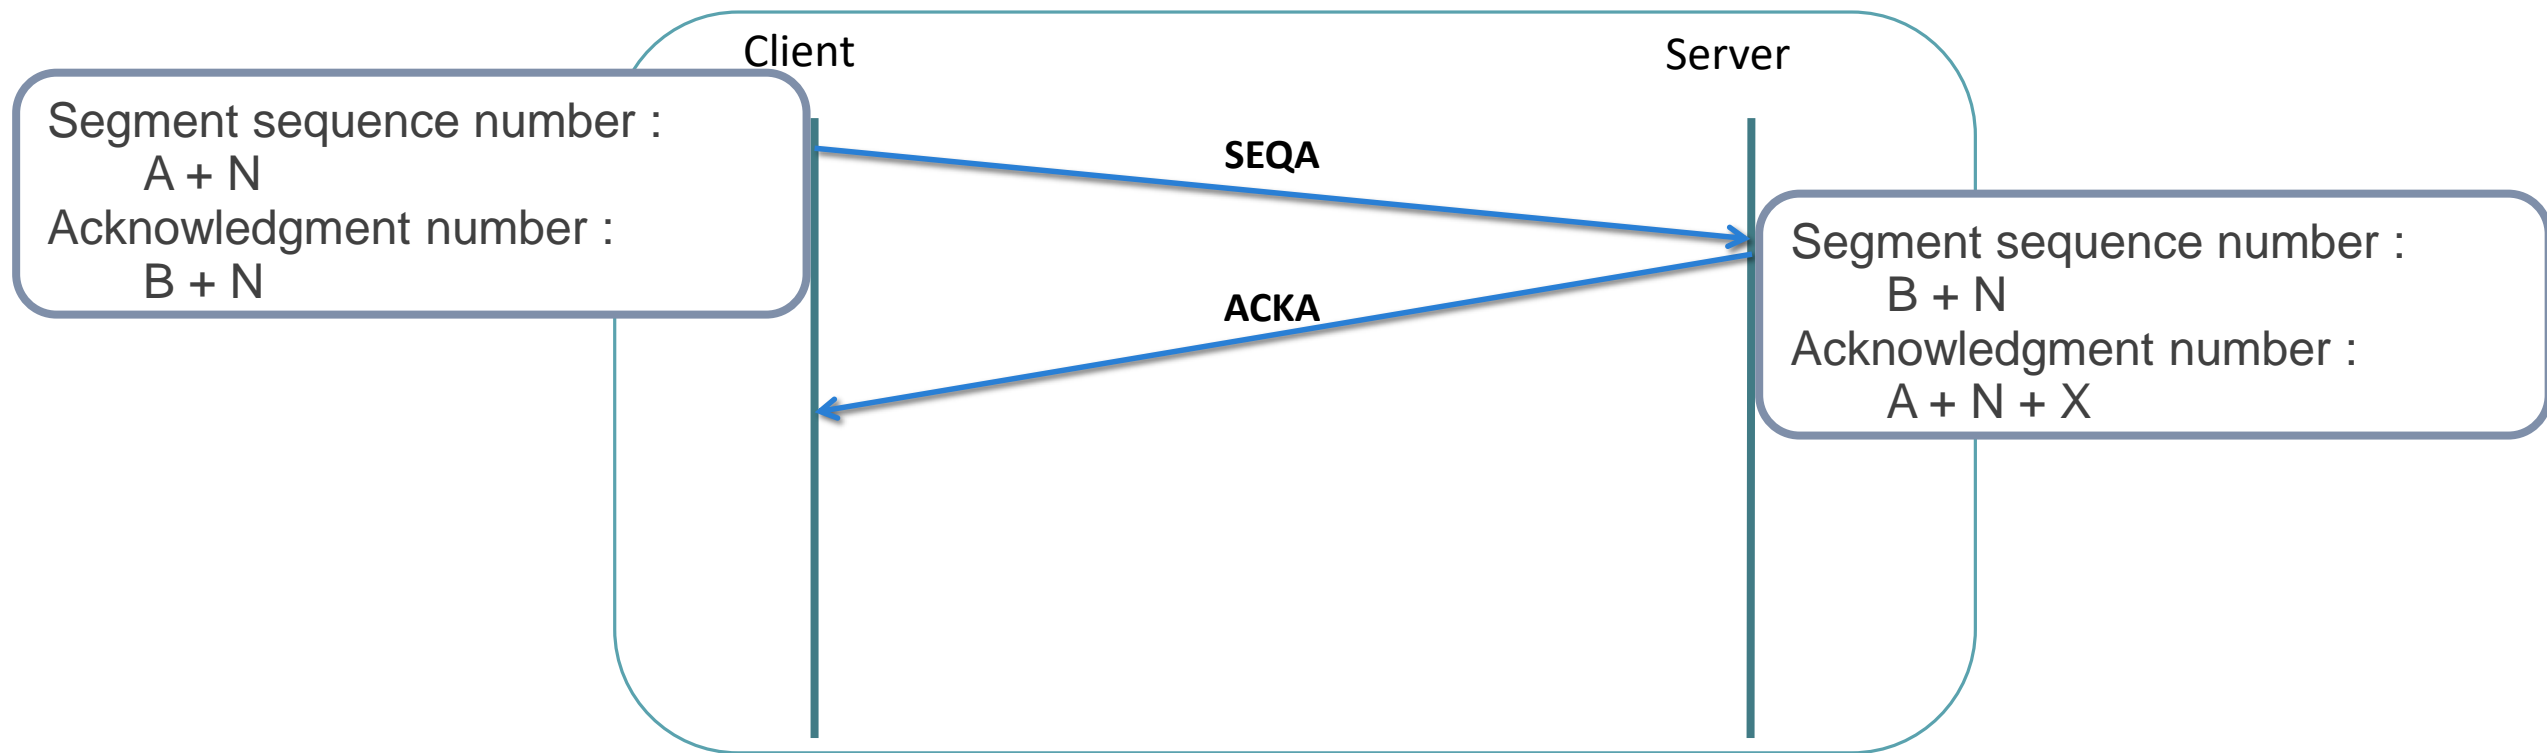 Client
Server
Segment sequence number :
A + N
Acknowledgment number :
B + N
SEQA
ACKA
Segment sequence number :
B + N
Acknowledgment number :
A + N + X